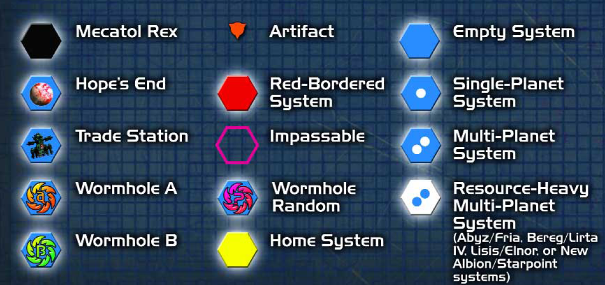 Mecatol Rex
Hope's End
Trade Station
Wormhole A
Wormhole B
Artifact
Red-Bordered
System
Impassable
Wormhole
Random
Home System
Empty System
Single-Planet
System
Multi-Planet
System
Resource-Heavy
Multi-Planet
System
(Abyz/Fria, Bereg/Lirta
IV, Lisis/Elnor, or New
Albion/Starpoint
systems)